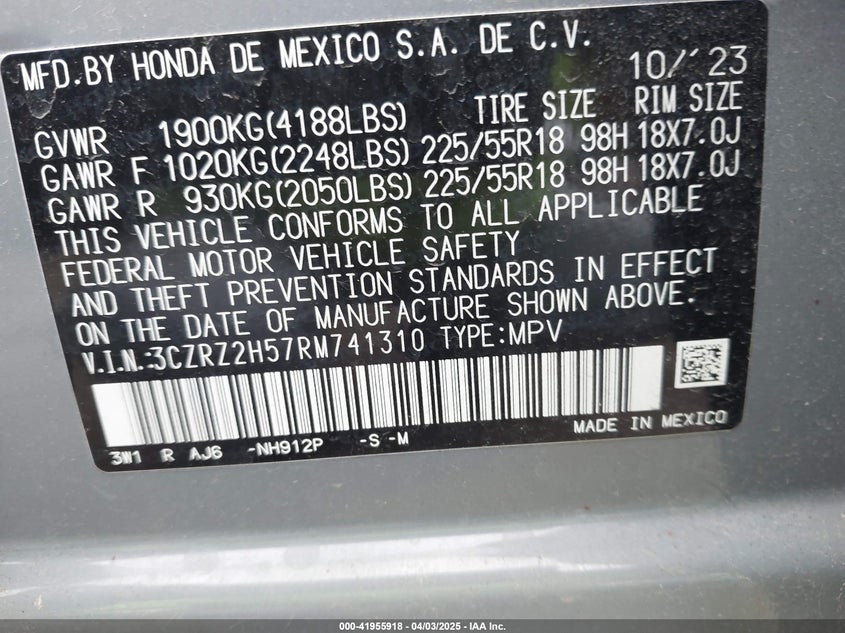 MFD.BY HONDA DE MEXICO S.A. DE C.V.
10/'23
TIRE SIZE RIM SIZE
GVWR 1900KG(4188LBS)
GAWR F 1020KG(2248LBS) 225/55R18 98H 18X7.0J
GAWR R 930KG(2050LBS) 225/55R18 98H 18X7.0J
THIS VEHICLE CONFORMS TO ALL APPLICABLE
FEDERAL MOTOR VEHICLE SAFETY
AND THEFT PREVENTION STANDARDS IN EFFECT
ON THE DATE OF MANUFACTURE SHOWN ABOVE.
V.I.N.:3CZRZ2H57RM741310 TYPE:MPV
3W1 R AJ6 -NH912P -S -M MADE IN MEXICO
000-41955918 - 04/03/2025 - IAA Inc.